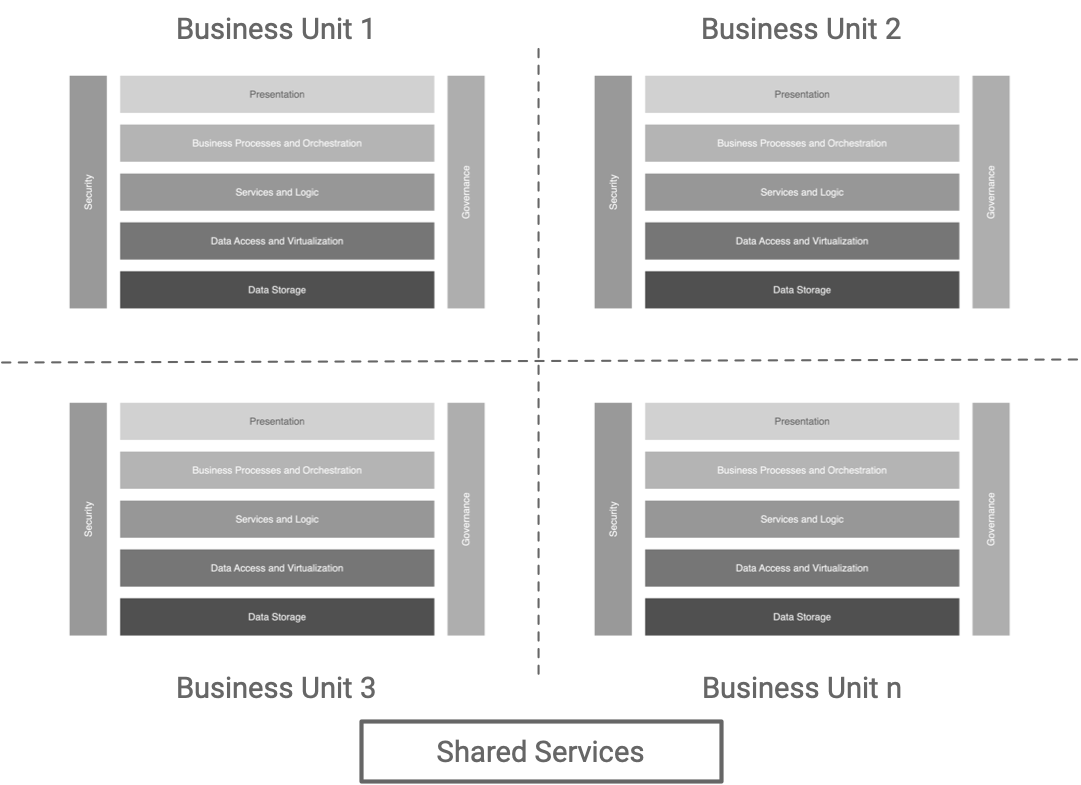 Business Unit 1
Security
Presentation
Business Processes and Orchestration
Services and Logic
Data Access and Virtualization
Data Storage
Governance
Business Unit 2
Security
Presentation
Business Processes and Orchestration
Services and Logic
Data Access and Virtualization
Data Storage
Governance
Security
Presentation
Business Processes and Orchestration
Services and Logic
Data Access and Virtualization
Data Storage
Governance
Business Unit 3
Security
Presentation
Business Processes and Orchestration
Services and Logic
Data Access and Virtualization
Data Storage
Governance
Business Unit n
Shared Services